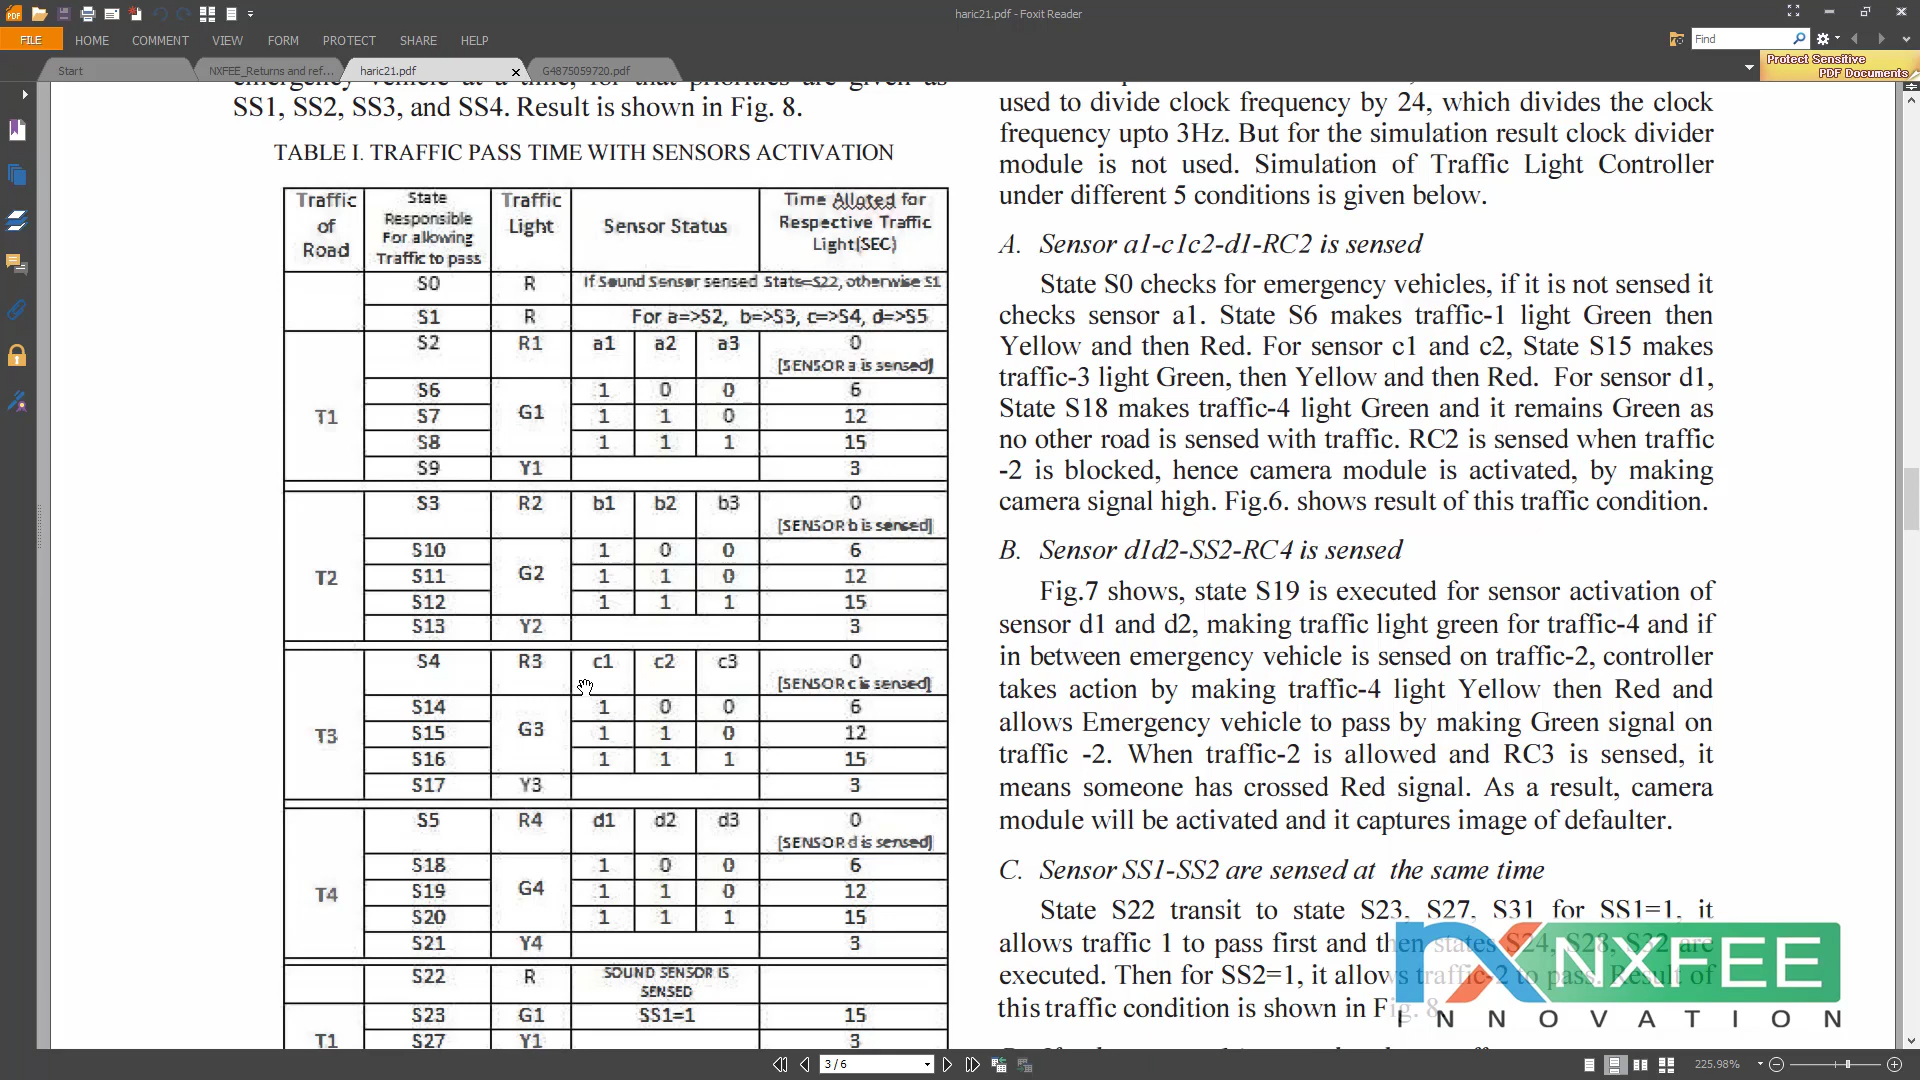 haric21.pdf - Foxit Reader
FILE HOME COMMENT VIEW FORM PROTECT SHARE HELP
Find
Start NXFEE_Returns and ref... haric21.pdf G4875059720.pdf
Protect Sensitive
PDF Documents
emergency vehicle at a time, for that priorities are given as
SS1, SS2, SS3, and SS4. Result is shown in Fig. 8.
TABLE I. TRAFFIC PASS TIME WITH SENSORS ACTIVATION
Traffic of Road State Responsible For allowing Traffic to pass Traffic Light Sensor Status Time Alloted for Respective Traffic Light(SEC)
S0 R If Sound Sensor sensed State=S22, otherwise S1
S1 R For a=>S2, b=>S3, c=>S4, d=>S5
T1
S2 R1 a1 a2 a3 0
[SENSOR a is sensed]
S6 G1 1 0 0 6
S7 1 1 0 12
S8 1 1 1 15
S9 Y1 3
T2
S3 R2 b1 b2 b3 0
[SENSOR b is sensed]
S10 G2 1 0 0 6
S11 1 1 0 12
S12 1 1 1 15
S13 Y2 3
T3
S4 R3 c1 c2 c3 0
[SENSOR c is sensed]
S14 G3 1 0 0 6
S15 1 1 0 12
S16 1 1 1 15
S17 Y3 3
T4
S5 R4 d1 d2 d3 0
[SENSOR d is sensed]
S18 G4 1 0 0 6
S19 1 1 0 12
S20 1 1 1 15
S21 Y4 3
S22 R SOUND SENSOR IS SENSED
T1
S23 G1 SS1=1 15
S27 Y1 3
used to divide clock frequency by 24, which divides the clock
frequency upto 3Hz. But for the simulation result clock divider
module is not used. Simulation of Traffic Light Controller
under different 5 conditions is given below.
A. Sensor a1-c1c2-d1-RC2 is sensed
State S0 checks for emergency vehicles, if it is not sensed it
checks sensor a1. State S6 makes traffic-1 light Green then
Yellow and then Red. For sensor c1 and c2, State S15 makes
traffic-3 light Green, then Yellow and then Red. For sensor d1,
State S18 makes traffic-4 light Green and it remains Green as
no other road is sensed with traffic. RC2 is sensed when traffic
-2 is blocked, hence camera module is activated, by making
camera signal high. Fig.6. shows result of this traffic condition.
B. Sensor d1d2-SS2-RC4 is sensed
Fig.7 shows, state S19 is executed for sensor activation of
sensor d1 and d2, making traffic light green for traffic-4 and if
in between emergency vehicle is sensed on traffic-2, controller
takes action by making traffic-4 light Yellow then Red and
allows Emergency vehicle to pass by making Green signal on
traffic -2. When traffic-2 is allowed and RC3 is sensed, it
means someone has crossed Red signal. As a result, camera
module will be activated and it captures image of defaulter.
C. Sensor SS1-SS2 are sensed at the same time
State S22 transit to state S23, S27, S31 for SS1=1, it
allows traffic 1 to pass first and then states S24, S28, S32 are
executed. Then for SS2=1, it allows traffic-2 to pass. Result of
this traffic condition is shown in Fig. 8
NXFEE
INNOVATION
3 / 6
225.98%